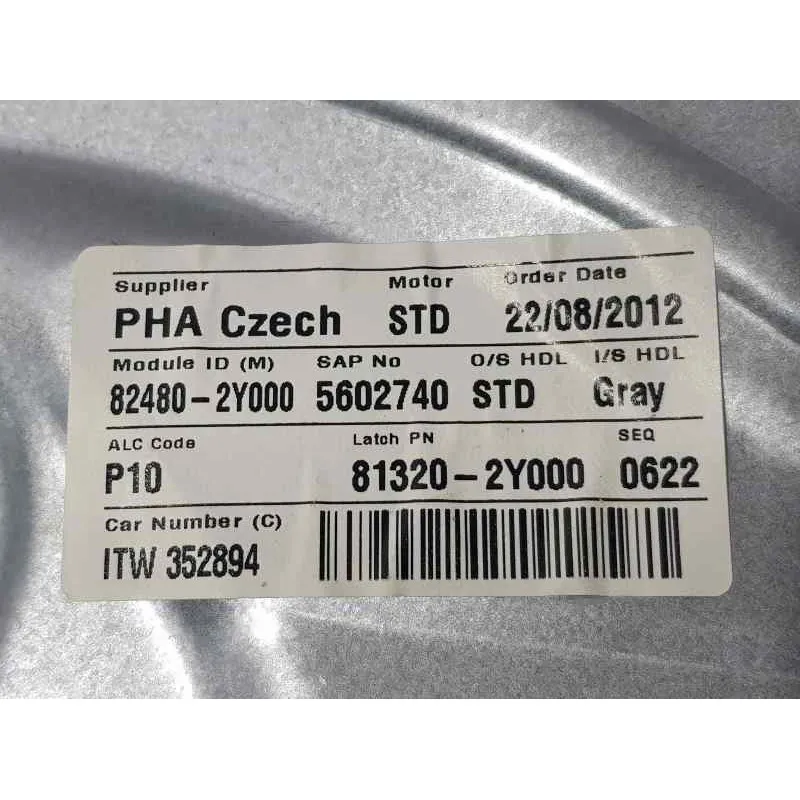 Supplier Motor Order Date
PHA Czech STD 22/08/2012
Module ID (M) SAP No O/S HDL I/S HDL
82480-2Y000 5602740 STD Gray
ALC Code Latch PN SEQ
P10 81320-2Y000 0622
Car Number (C)
ITW 352894